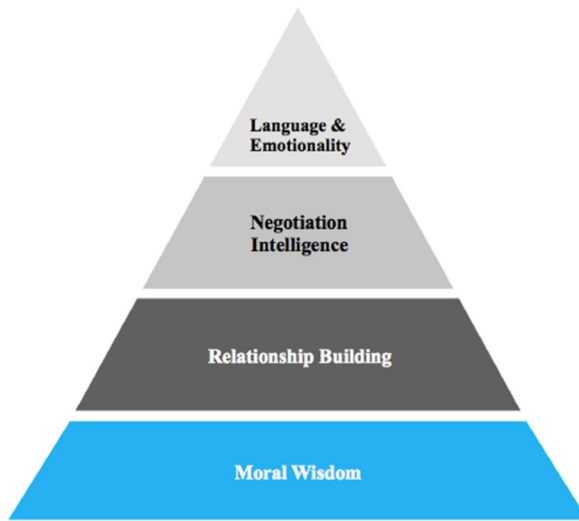 Language &
Emotionality
Negotiation
Intelligence
Relationship Building
Moral Wisdom